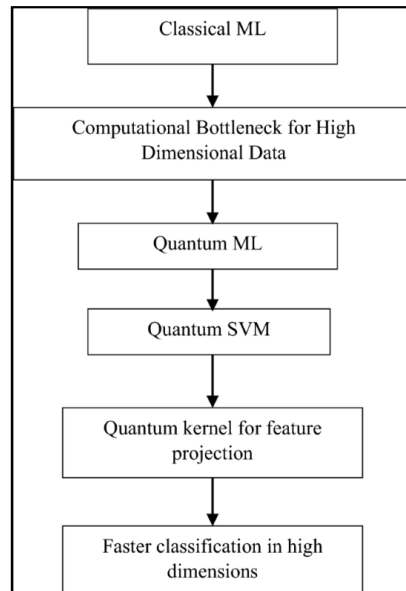 Classical ML
Computational Bottleneck for High
Dimensional Data
Quantum ML
Quantum SVM
Quantum kernel for feature
projection
Faster classification in high
dimensions